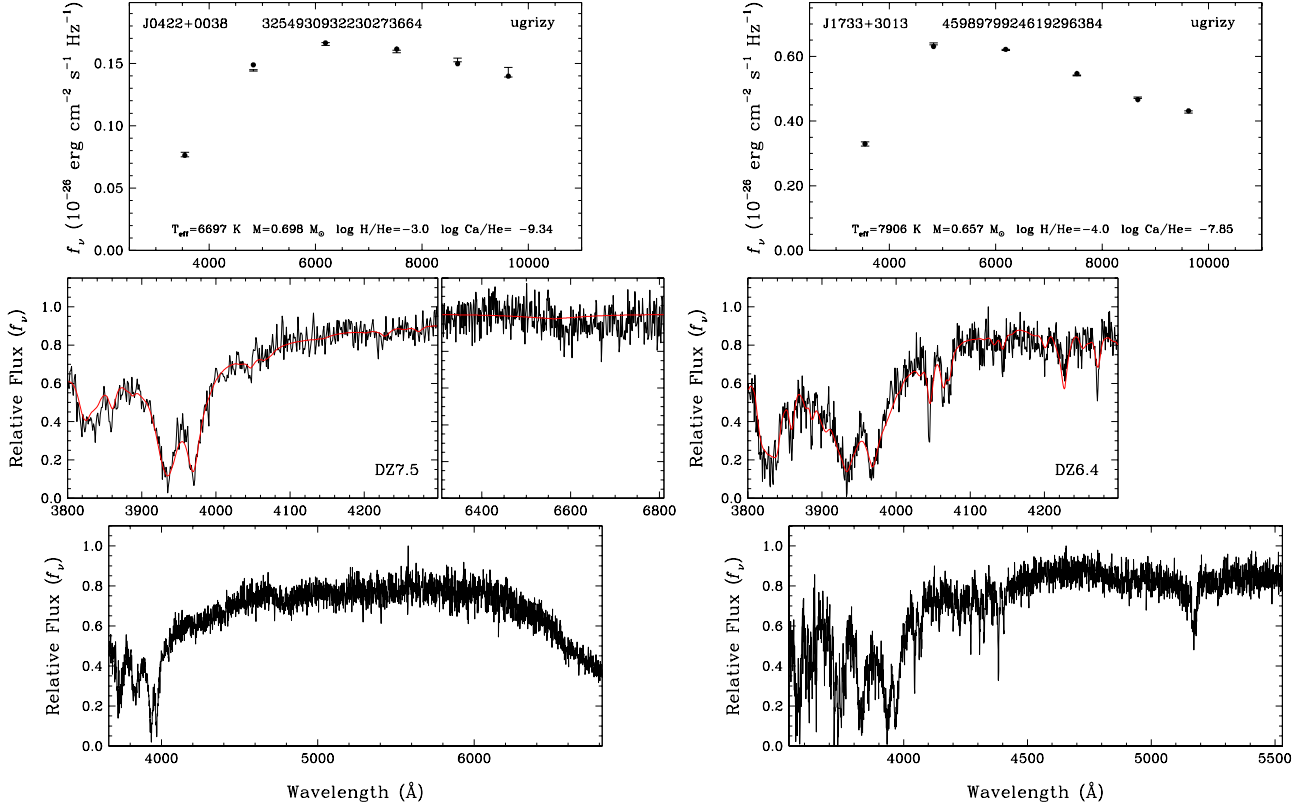 J0422+0038 3254930932230273664 ugrizy
f_ν (10^−26 erg cm^−2 s^−1 Hz^−1)
0.15
0.10
0.05
0.00
T_eff=6697 K M=0.698 M_⊙ log H/He=−3.0 log Ca/He= −9.34
4000 6000 8000 10000
J1733+3013 4598979924619296384 ugrizy
f_ν (10^−26 erg cm^−2 s^−1 Hz^−1)
0.60
0.40
0.20
0.00
T_eff=7906 K M=0.657 M_⊙ log H/He=−4.0 log Ca/He= −7.85
4000 6000 8000 10000
Relative Flux (f_ν)
1.0
0.8
0.6
0.4
0.2
0.0
DZ7.5
3800 3900 4000 4100 4200
6400 6600 6800
Relative Flux (f_ν)
1.0
0.8
0.6
0.4
0.2
0.0
DZ6.4
3800 3900 4000 4100 4200
Relative Flux (f_ν)
1.0
0.8
0.6
0.4
0.2
0.0
4000 5000 6000
Wavelength (Å)
Relative Flux (f_ν)
1.0
0.8
0.6
0.4
0.2
0.0
4000 4500 5000 5500
Wavelength (Å)